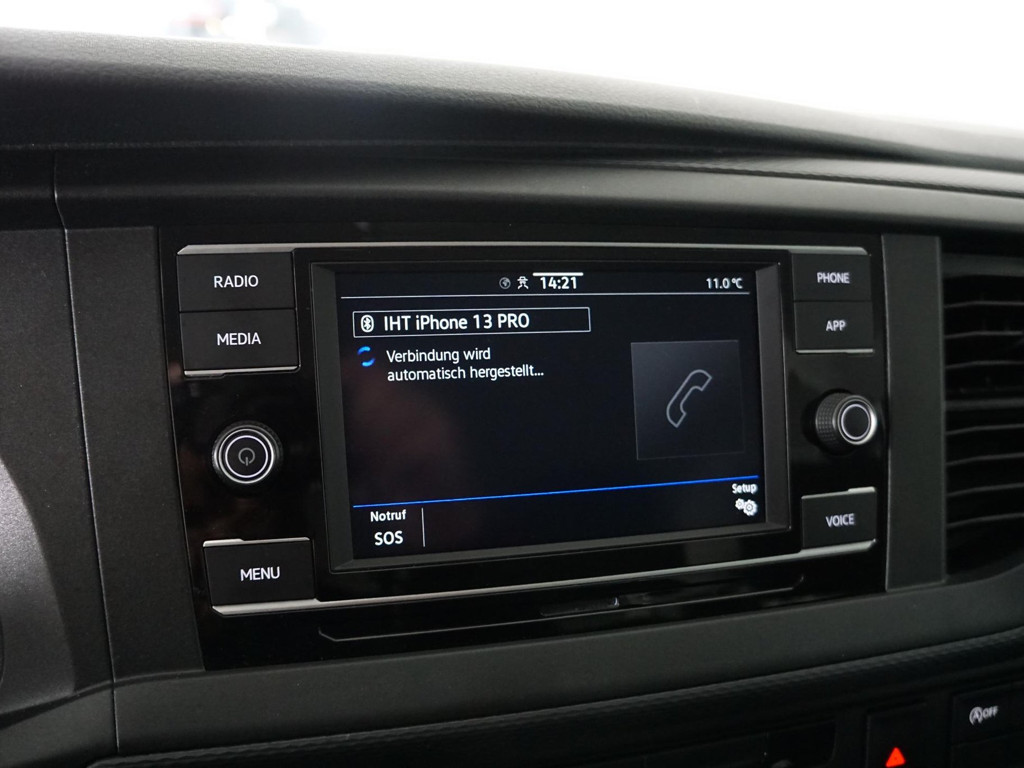 14:21
11.0 °C
RADIO
MEDIA
MENU
IHT iPhone 13 PRO
Verbindung wird
automatisch hergestellt...
Notruf
SOS
Setup
PHONE
APP
VOICE
A OFF